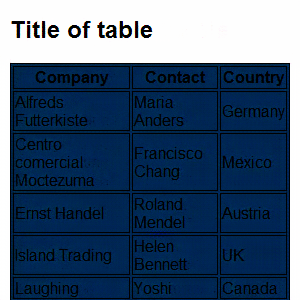 Title of table
Company Contact Country
Alfreds Futterkiste Maria Anders Germany
Centro comercial Moctezuma Francisco Chang Mexico
Ernst Handel Roland Mendel Austria
Island Trading Helen Bennett UK
Laughing Yoshi Canada